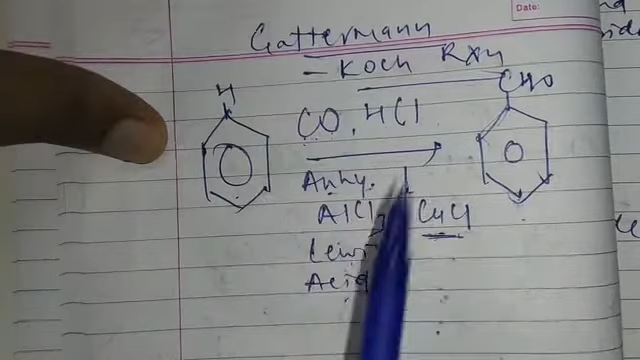 Date:
Gattermann
- Koch Rxn
H
CHO
CO, HCl
Anhy.
AlCl3 CuCl
Lewis
Acid